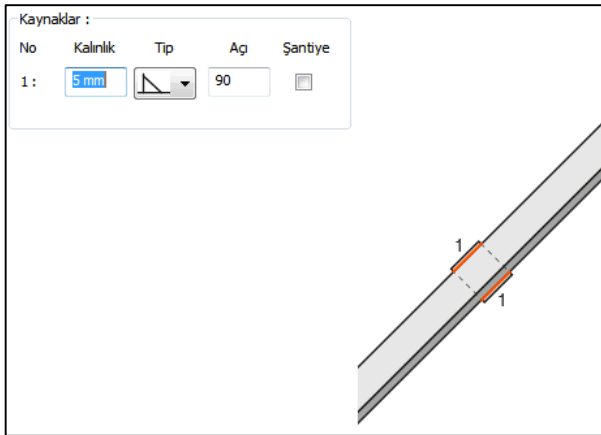 Kaynaklar :
No Kalınlık Tip Açı Şantiye
1 : 5 mm 90
1
1